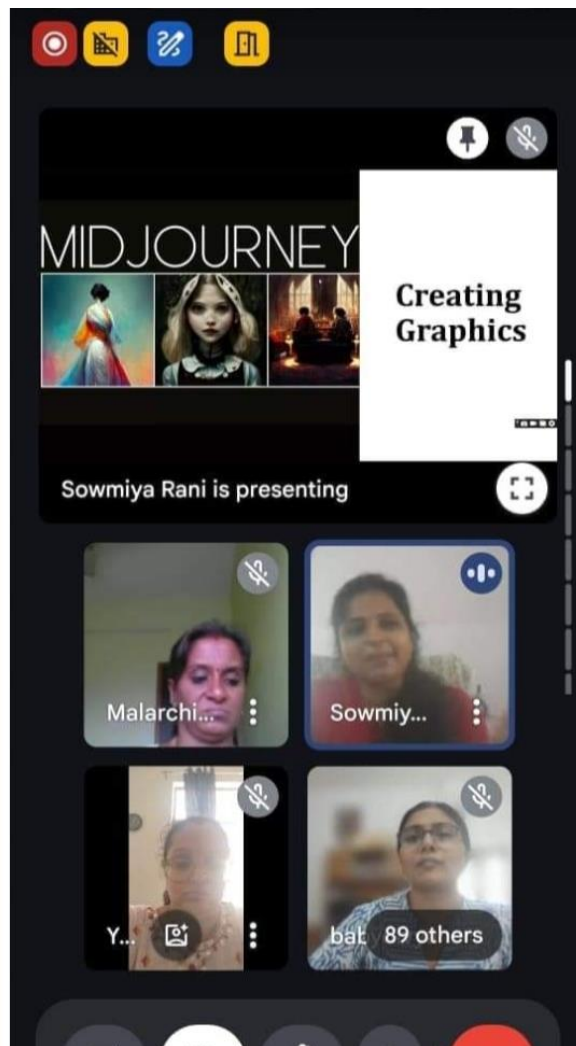 MIDJOURNEY
Creating
Graphics
Sowmiya Rani is presenting
Malarchi...
Sowmiy...
Y...
89 others